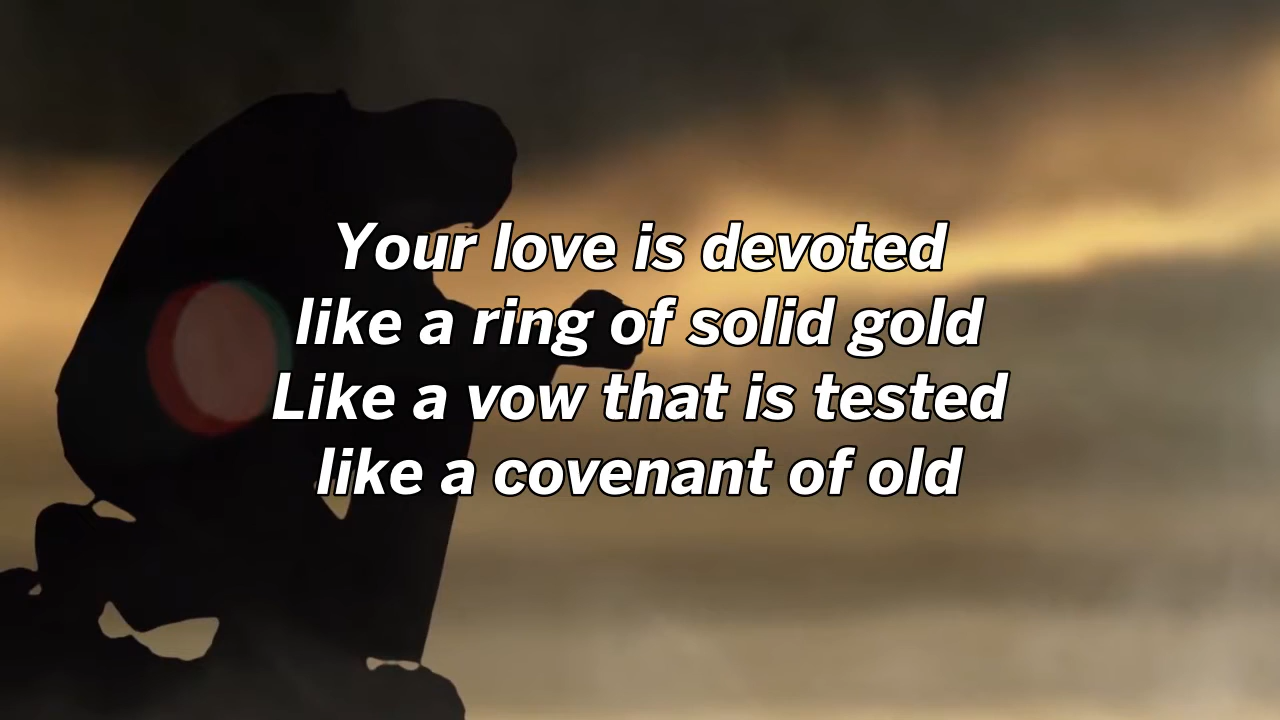 Your love is devoted
like a ring of solid gold
Like a vow that is tested
like a covenant of old